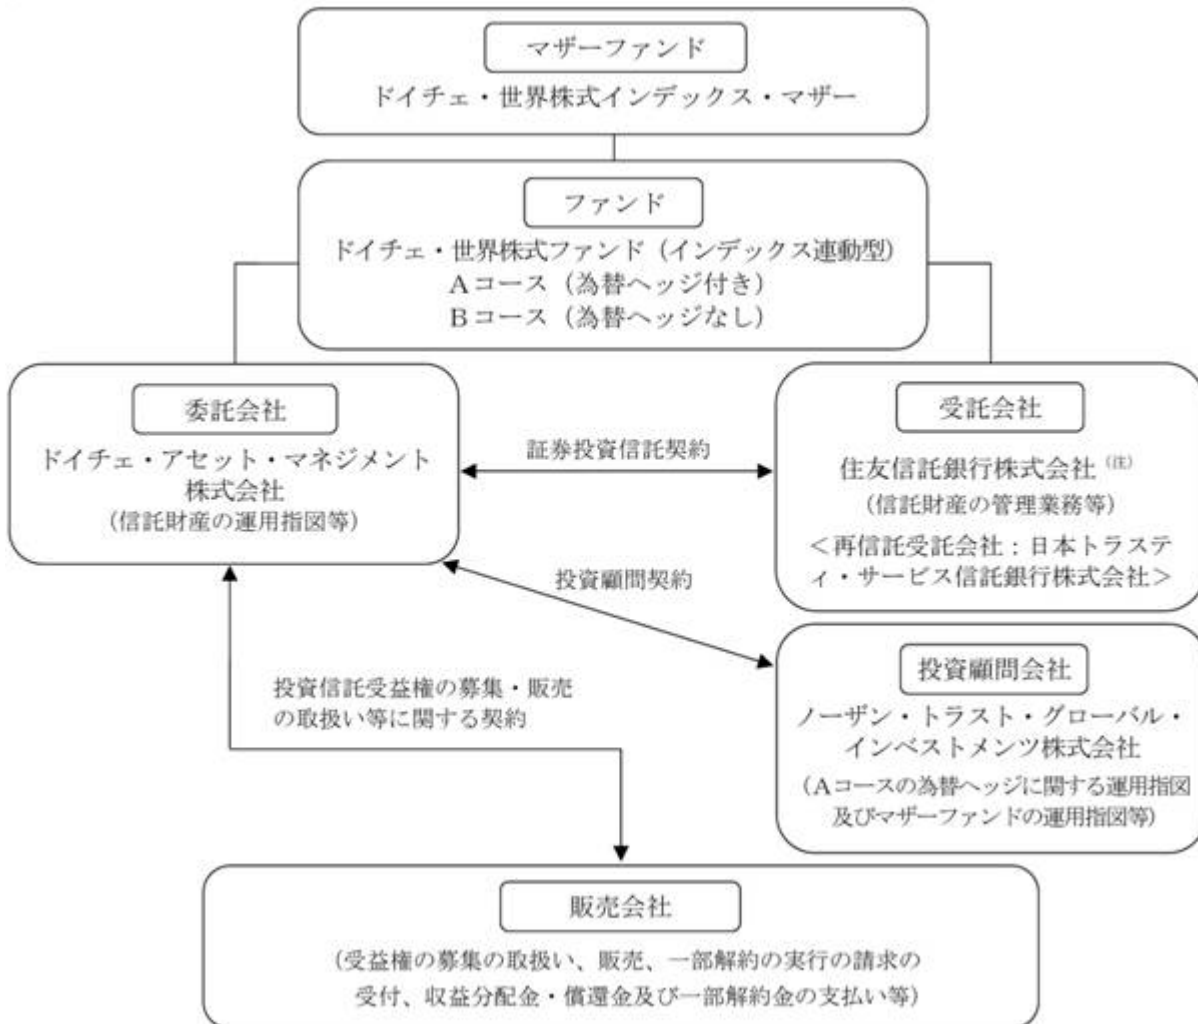 マザーファンド
ドイチェ・世界株式インデックス・マザー
ファンド
ドイチェ・世界株式ファンド（インデックス連動型）
Aコース（為替ヘッジ付き）
Bコース（為替ヘッジなし）
委託会社
ドイチェ・アセット・マネジメント
株式会社
（信託財産の運用指図等）
証券投資信託契約
受託会社
住友信託銀行株式会社（注）
（信託財産の管理業務等）
＜再信託受託会社：日本トラステ
ィ・サービス信託銀行株式会社＞
投資顧問契約
投資顧問会社
ノーザン・トラスト・グローバル・
インベストメンツ株式会社
（Aコースの為替ヘッジに関する運用指図
及びマザーファンドの運用指図等）
投資信託受益権の募集・販売
の取扱い等に関する契約
販売会社
（受益権の募集の取扱い、販売、一部解約の実行の請求の
受付、収益分配金・償還金及び一部解約金の支払い等）